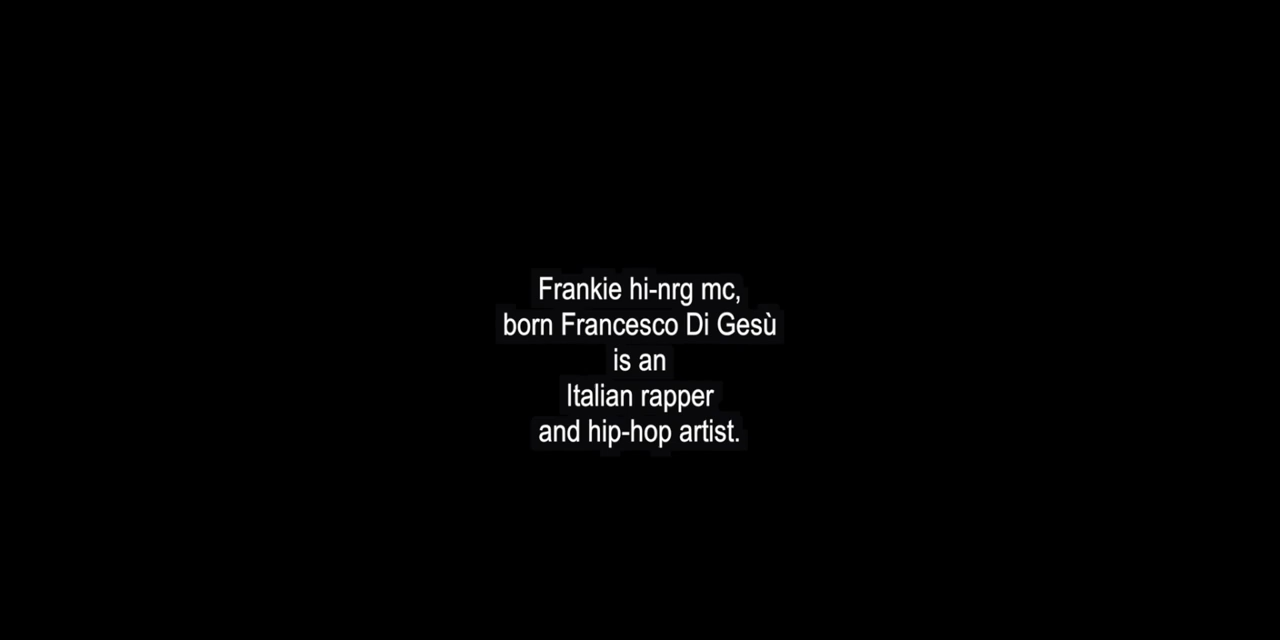 Frankie hi-nrg mc,
born Francesco Di Gesù
is an
Italian rapper
and hip-hop artist.